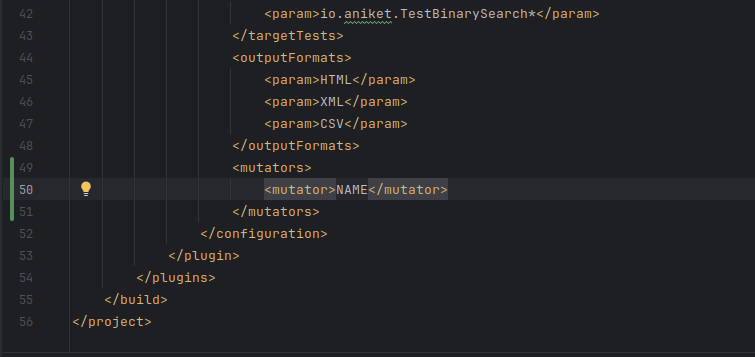 42 <param>io.aniket.TestBinarySearch*</param>
43 </targetTests>
44 <outputFormats>
45 <param>HTML</param>
46 <param>XML</param>
47 <param>CSV</param>
48 </outputFormats>
49 <mutators>
50 <mutator>NAME</mutator>
51 </mutators>
52 </configuration>
53 </plugin>
54 </plugins>
55 </build>
56 </project>